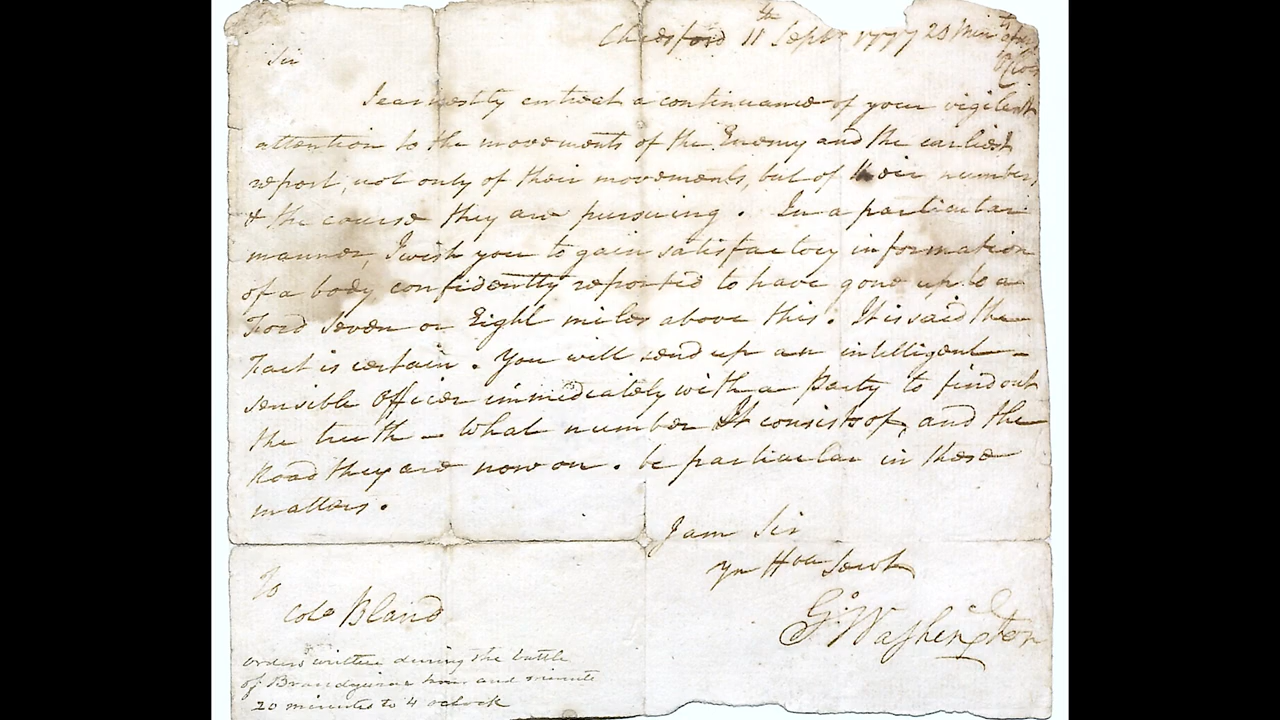 Chadsford 11th Sept 1777 20 Min
Sir
I earnestly entreat a continuance of your vigilent
attention to the movements of the Enemy and the earliest
report, not only of their movements, but of their numbers
& the course they are pursuing. In a particular
manner, I wish you to gain satisfactory information
of a body confidently reported to have gone up to a
Ford Seven or Eight miles above this. It is said the
Fact is certain. You will send up an intelligent
sensible Officer immediately with a Party to find out
the truth - What number It consists of, and the
Road they are now on. be particular in these
matters.
I am Sir
Yr Hble Servt
Go Washington
To
Colo Bland
orders written during the battle
of Brandywine hour and minute
20 minutes to 4 oclock